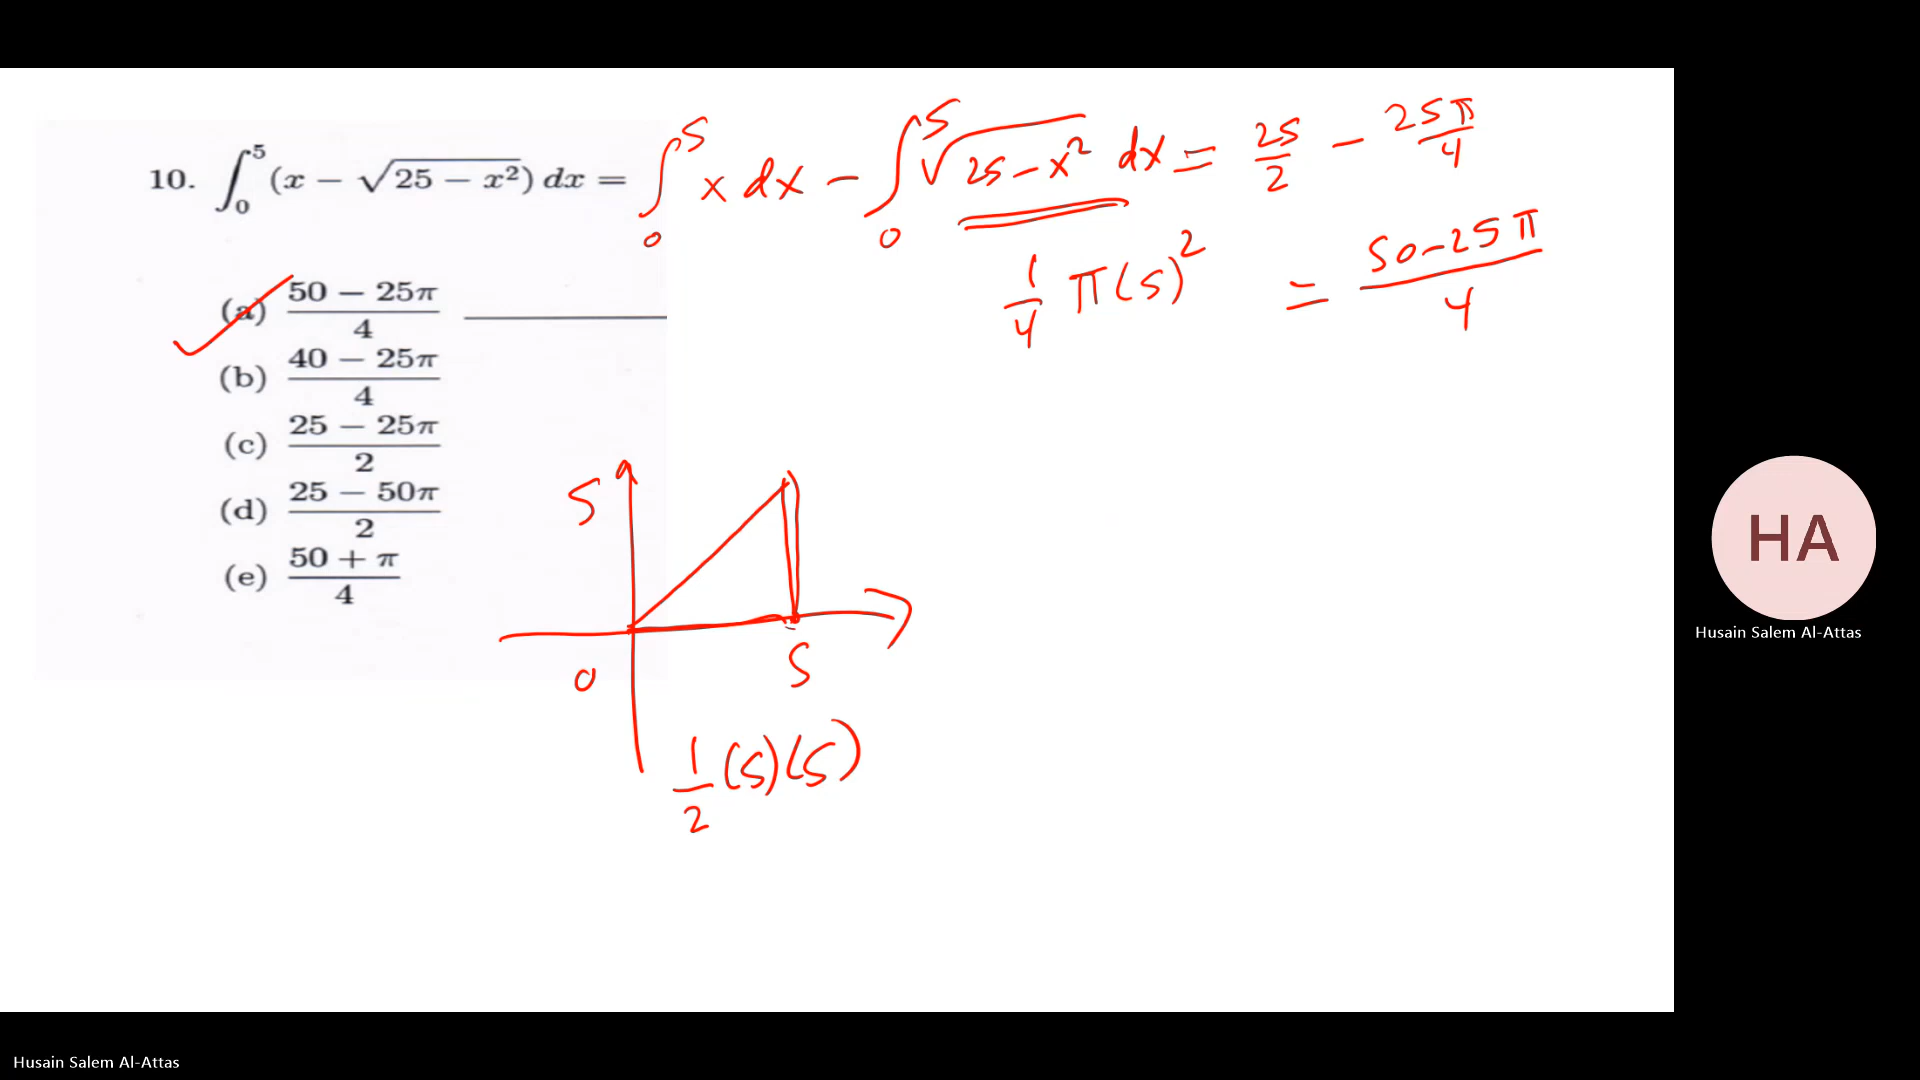 10. ∫₀⁵ (x − √(25 − x²)) dx = ∫₀⁵ x dx − ∫₀⁵ √(25 − x²) dx = 25/2 − 25π/4
1/4 π(5)² = (50 − 25π)/4
(a) (50 − 25π)/4
(b) (40 − 25π)/4
(c) (25 − 25π)/2
(d) (25 − 50π)/2
(e) (50 + π)/4
5
0 5
1/2 (5)(5)
HA
Husain Salem Al-Attas
Husain Salem Al-Attas